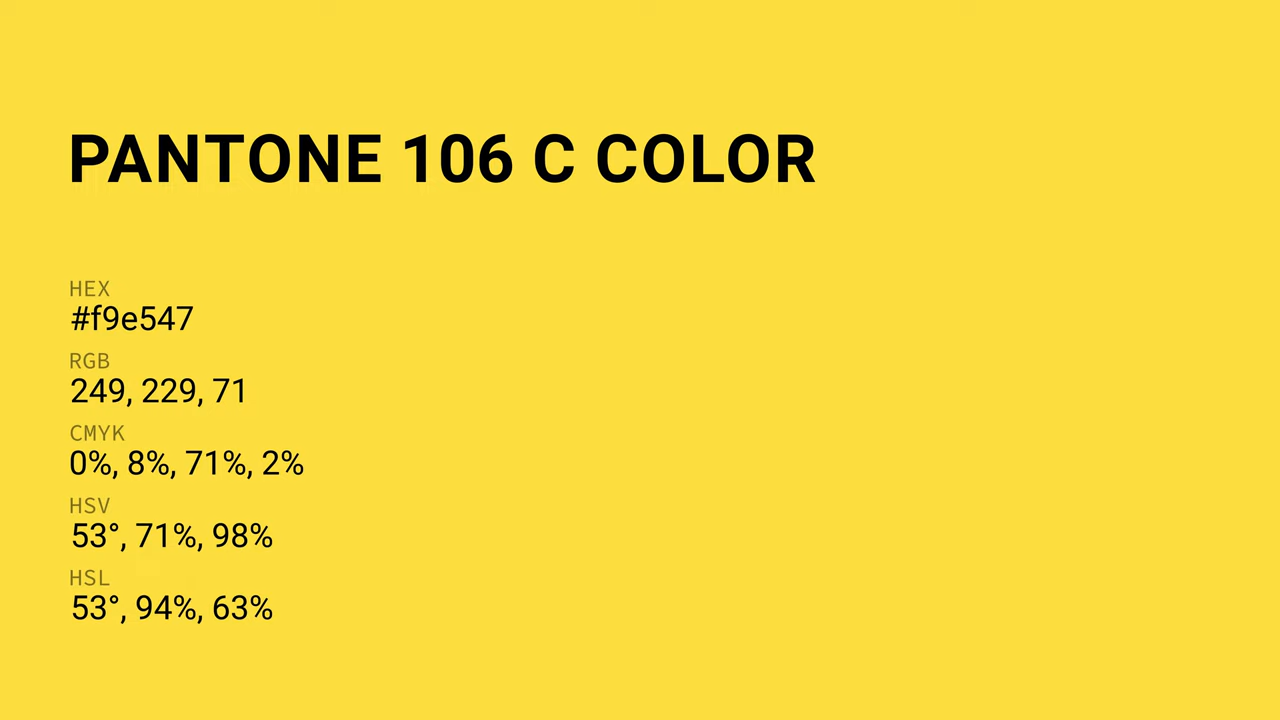 PANTONE 106 C COLOR
HEX
#f9e547
RGB
249, 229, 71
CMYK
0%, 8%, 71%, 2%
HSV
53°, 71%, 98%
HSL
53°, 94%, 63%